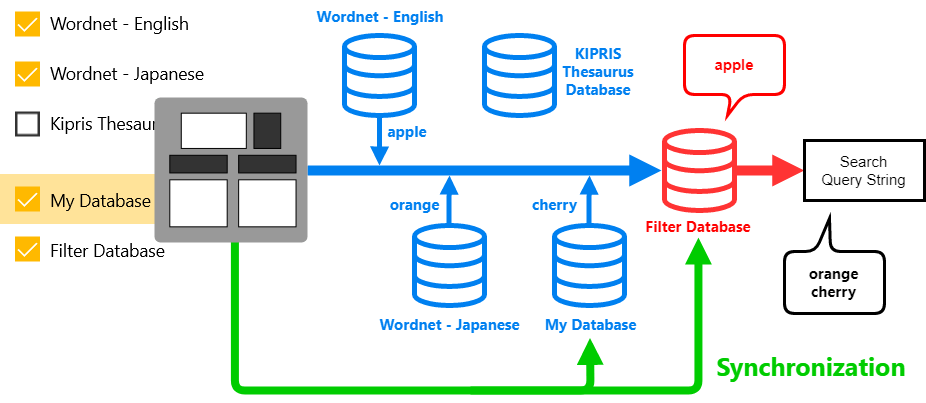 Wordnet - English
Wordnet - Japanese
Kipris Thesau
My Database
Filter Database
Wordnet - English
KIPRIS
Thesaurus
Database
apple
apple
orange
cherry
Wordnet - Japanese
My Database
Filter Database
Search
Query String
orange
cherry
Synchronization